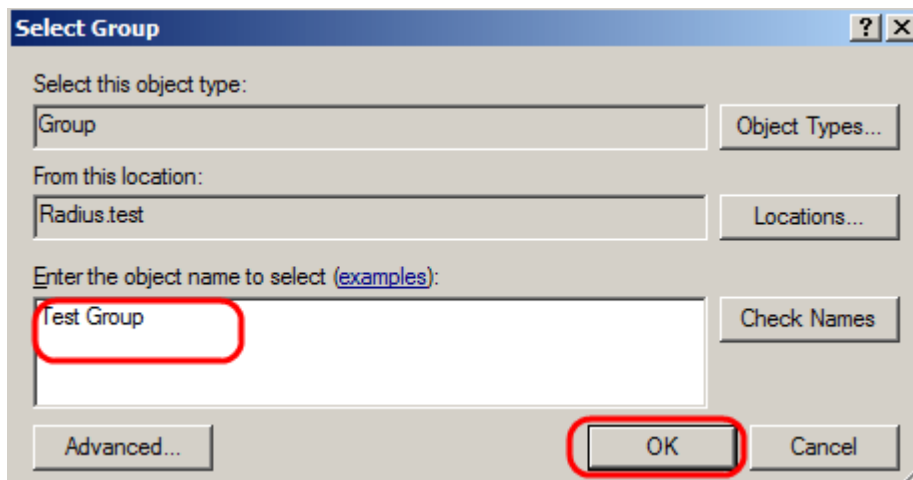 Select Group
? X
Select this object type:
Group
Object Types...
From this location:
Radius.test
Locations...
Enter the object name to select (examples):
Test Group
Check Names
Advanced...
OK
Cancel